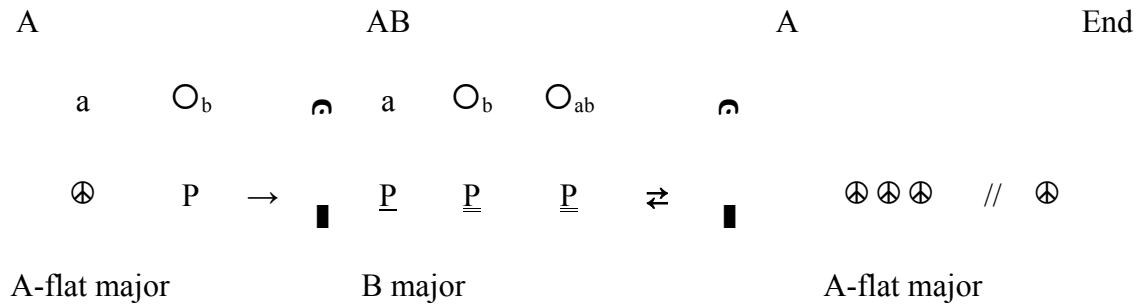 A AB A End
a ○b 𝄐 a ○b ○ab 𝄐
☮ P → ▮ P P P ⇄ ▮ ☮ ☮ ☮ // ☮
A-flat major B major A-flat major